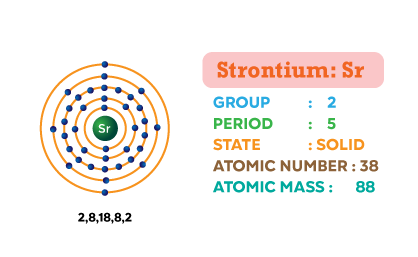 Strontium: Sr
Sr
GROUP : 2
PERIOD : 5
STATE : SOLID
ATOMIC NUMBER : 38
ATOMIC MASS : 88
2,8,18,8,2